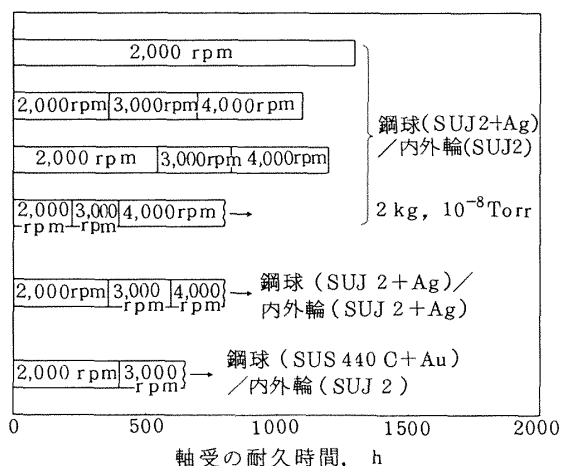 2,000 rpm
2,000rpm 3,000rpm 4,000rpm
鋼球(SUJ2+Ag)
/内外輪(SUJ2)
2,000 rpm 3,000rpm 4,000rpm
2,000 rpm 3,000 rpm 4,000rpm
2 kg, 10⁻⁸Torr
2,000rpm 3,000 rpm 4,000 rpm
鋼球 (SUJ 2+Ag)/
内外輪(SUJ 2+Ag)
2,000 rpm 3,000 rpm
鋼球 (SUS 440 C+Au)
/内外輪(SUJ 2)
0 500 1000 1500 2000
軸受の耐久時間, h